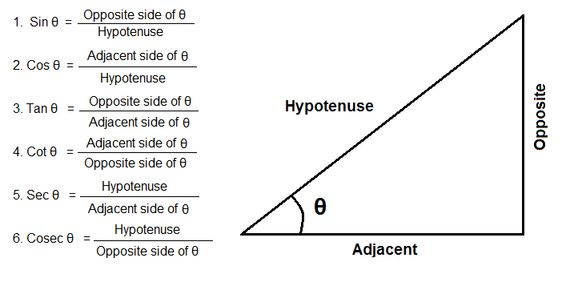 1. Sin θ = Opposite side of θ
Hypotenuse
2. Cos θ = Adjacent side of θ
Hypotenuse
3. Tan θ = Opposite side of θ
Adjacent side of θ
4. Cot θ = Adjacent side of θ
Opposite side of θ
5. Sec θ = Hypotenuse
Adjacent side of θ
6. Cosec θ = Hypotenuse
Opposite side of θ
Hypotenuse
Opposite
θ
Adjacent